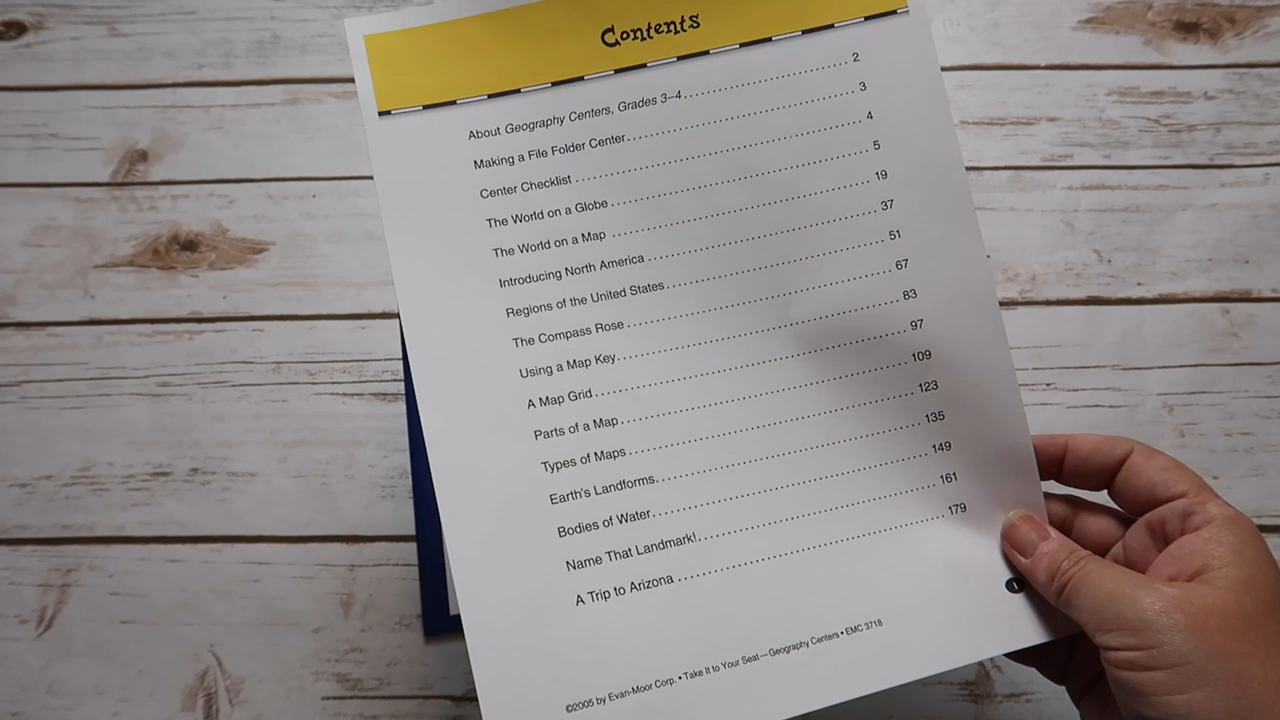 Contents
About Geography Centers, Grades 3–4 2
Making a File Folder Center 3
Center Checklist 4
The World on a Globe 5
The World on a Map 19
Introducing North America 37
Regions of the United States 51
The Compass Rose 67
Using a Map Key 83
A Map Grid 97
Parts of a Map 109
Types of Maps 123
Earth's Landforms 135
Bodies of Water 149
Name That Landmark! 161
A Trip to Arizona 179
1
©2005 by Evan-Moor Corp. • Take It to Your Seat—Geography Centers • EMC 3718